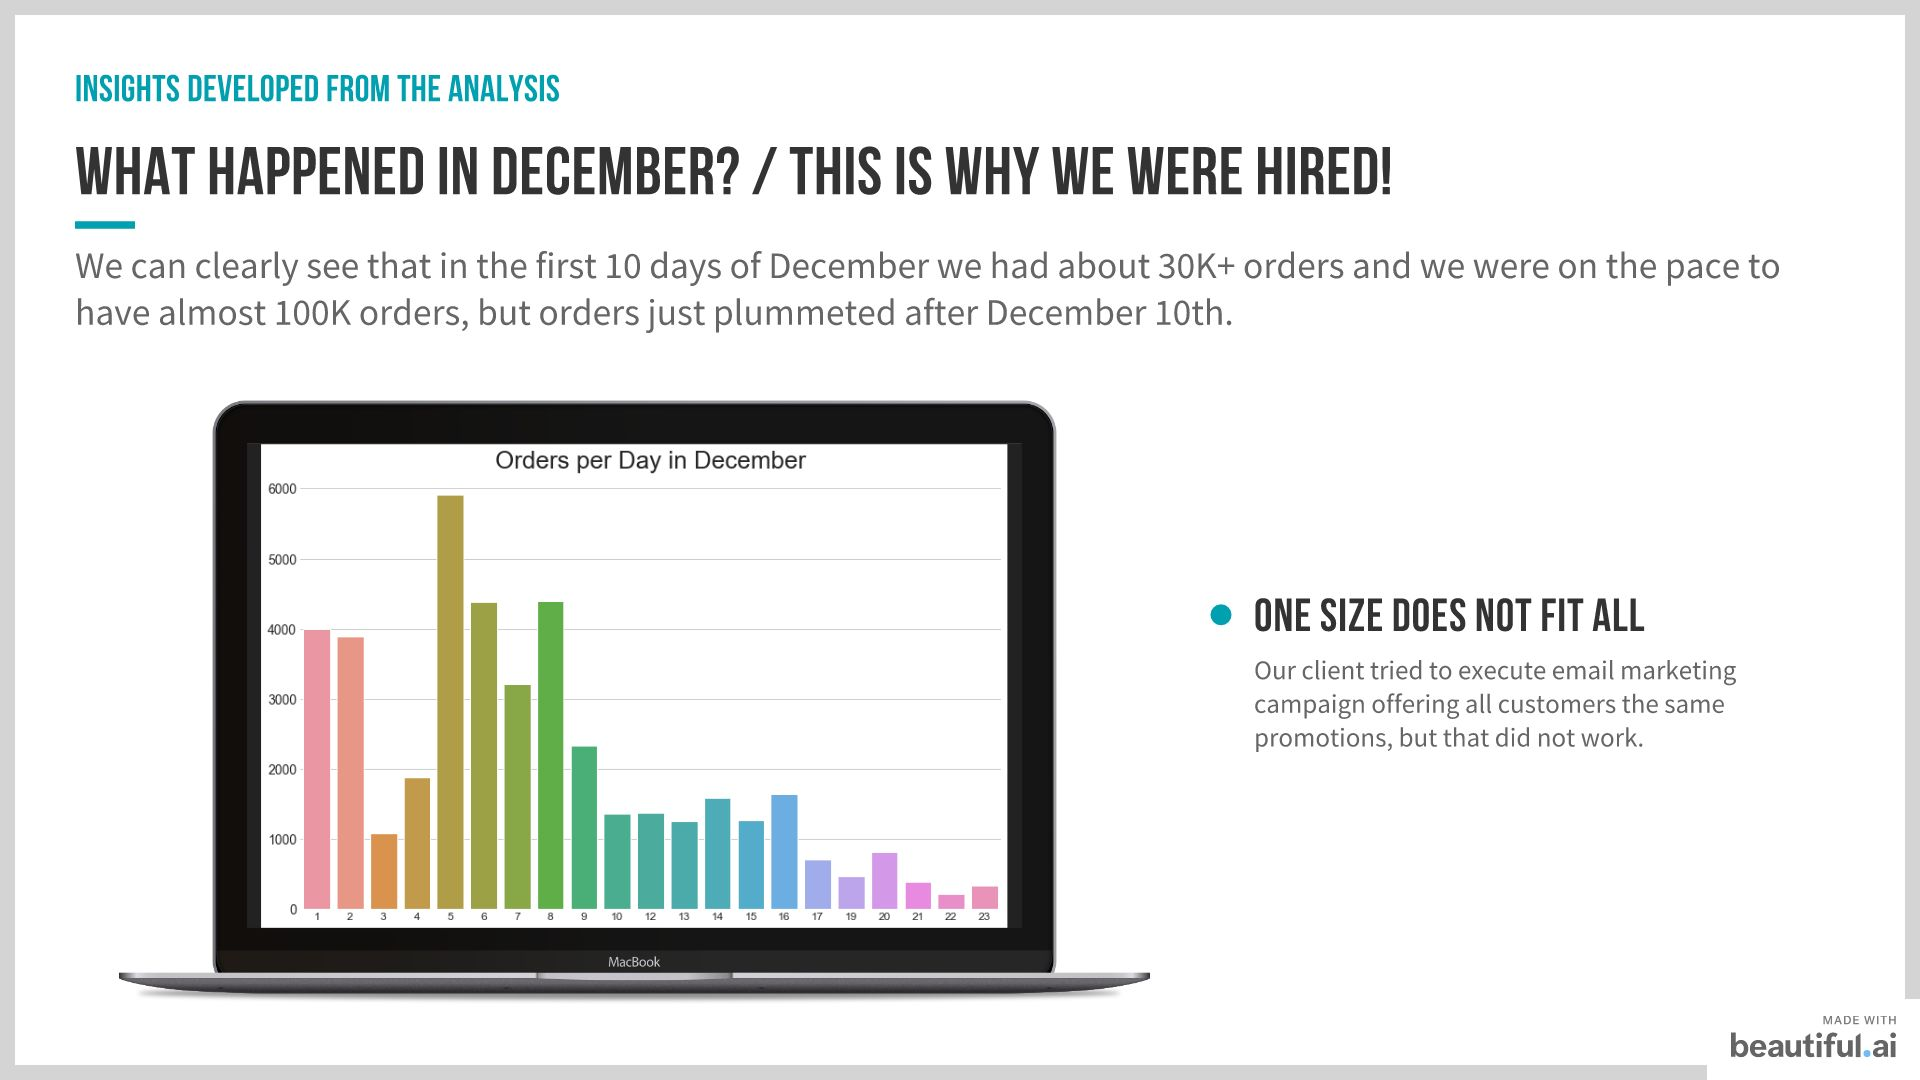 INSIGHTS DEVELOPED FROM THE ANALYSIS
WHAT HAPPENED IN DECEMBER? / THIS IS WHY WE WERE HIRED!
We can clearly see that in the first 10 days of December we had about 30K+ orders and we were on the pace to
have almost 100K orders, but orders just plummeted after December 10th.
Orders per Day in December
6000
5000
4000
3000
2000
1000
0
1 2 3 4 5 6 7 8 9 10 12 13 14 15 16 17 19 20 21 22 23
MacBook
ONE SIZE DOES NOT FIT ALL
Our client tried to execute email marketing
campaign offering all customers the same
promotions, but that did not work.
MADE WITH
beautiful.ai